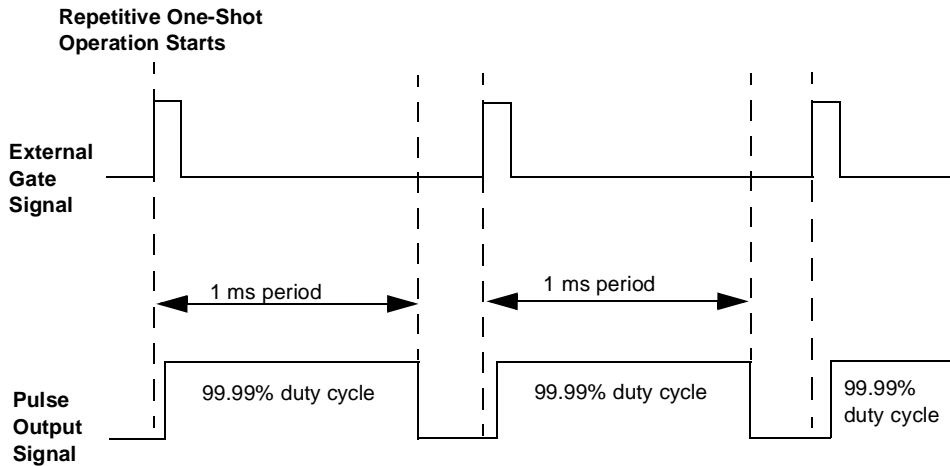 Repetitive One-Shot
Operation Starts
External
Gate
Signal
1 ms period
1 ms period
Pulse
Output
Signal
99.99% duty cycle
99.99% duty cycle
99.99%
duty cycle